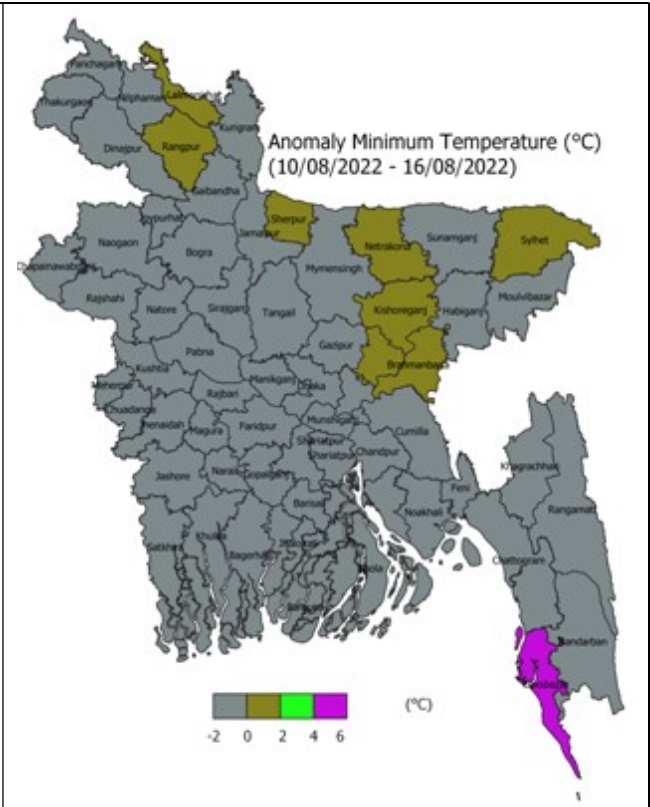 Panchagarh
Lalmonirhat
Thakurgaon
Nilphamari
Kurigram
Rangpur
Dinajpur
Anomaly Minimum Temperature (°C)
(10/08/2022 - 16/08/2022)
Gaibandha
Sherpur
Jamalpur
Netrakona
Sunamganj
Sylhet
Naogaon
Bogra
Mymensingh
Rajshahi
Natore
Sirajganj
Tangail
Kishoreganj
Habiganj
Moulvibazar
Gazipur
Pabna
Brahmanbaria
Kushtia
Manikganj
Dhaka
Rajbari
Chuadanga
Magura
Faridpur
Munshiganj
Cumilla
Shariatpur
Shariatpur
Chandpur
Khagrachhari
Jashore
Narail
Gopalganj
Feni
Rangamati
Barisal
Noakhali
Satkhira
Khulna
Bagerhat
Bhola
Chattogram
Bandarban
(°C)
-2 0 2 4 6